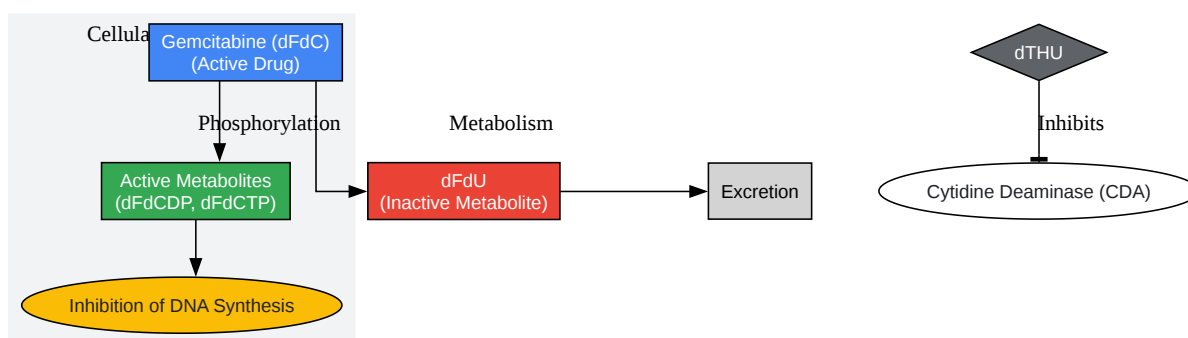 Cellula
Gemcitabine (dFdC)
(Active Drug)
dTHU
Phosphorylation
Metabolism
Inhibits
Active Metabolites
(dFdCDP, dFdCTP)
dFdU
(Inactive Metabolite)
Excretion
Cytidine Deaminase (CDA)
Inhibition of DNA Synthesis